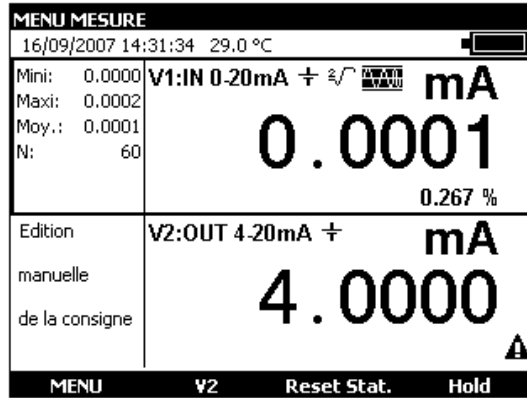 MENU MESURE
16/09/2007 14:31:34 29.0 °C
Mini: 0.0000
Maxi: 0.0002
Moy.: 0.0001
N: 60
V1:IN 0-20mA
mA
0.0001
0.267 %
Edition
manuelle
de la consigne
V2:OUT 4-20mA
mA
4.0000
MENU V2 Reset Stat. Hold